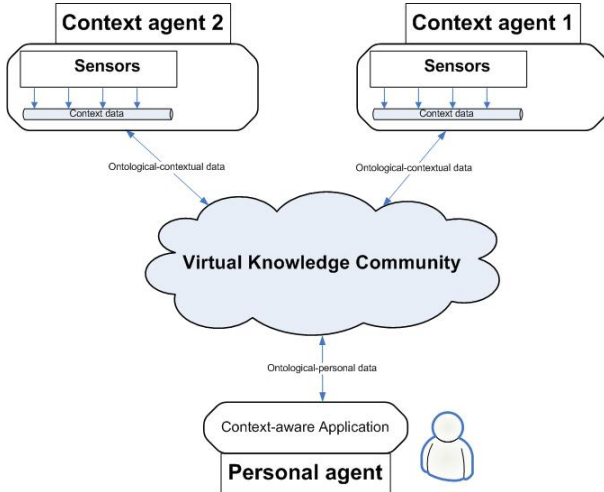 Context agent 2
Context agent 1
Sensors
Sensors
Context data
Context data
Ontological-contextual data
Ontological-contextual data
Virtual Knowledge Community
Ontological-personal data
Context-aware Application
Personal agent